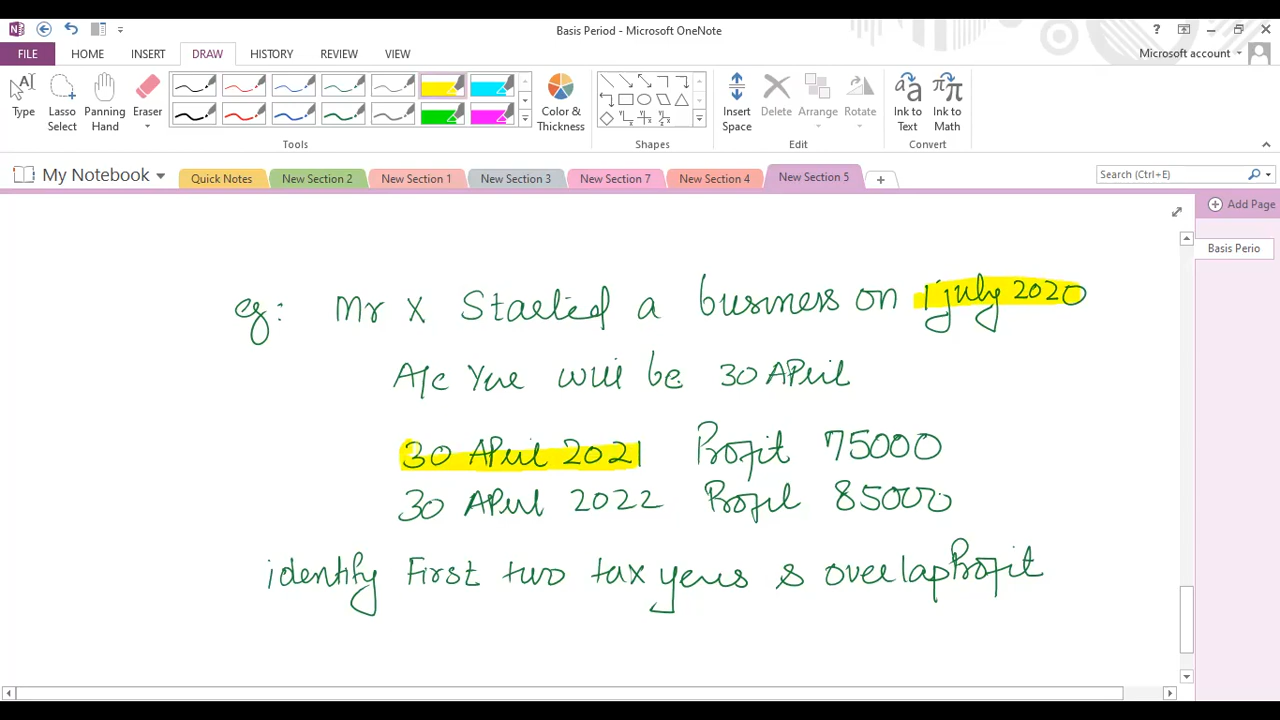 Basis Period - Microsoft OneNote
?
FILE HOME INSERT DRAW HISTORY REVIEW VIEW
Microsoft account
Type
Lasso Select
Panning Hand
Eraser
Color & Thickness
Insert Space
Delete
Arrange
Rotate
Ink to Text
Ink to Math
Tools
Shapes
Edit
Convert
My Notebook
Quick Notes New Section 2 New Section 1 New Section 3 New Section 7 New Section 4 New Section 5
Search (Ctrl+E)
Add Page
Basis Perio
eg: Mr X Started a business on 1 july 2020
A/c Yre will be 30 APril
30 APril 2021 Profit 75000
30 APril 2022 Profit 85000
identify First two tax yers & overlap Profit